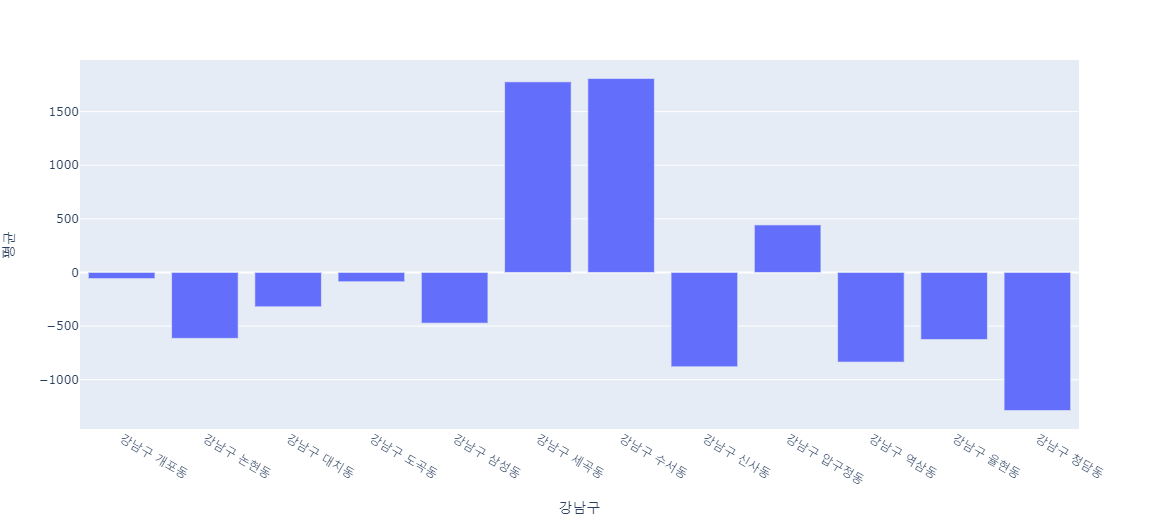 평균
1500
1000
500
0
−500
−1000
강남구 개포동
강남구 논현동
강남구 대치동
강남구 도곡동
강남구 삼성동
강남구 세곡동
강남구 수서동
강남구 신사동
강남구 압구정동
강남구 역삼동
강남구 율현동
강남구 청담동
강남구